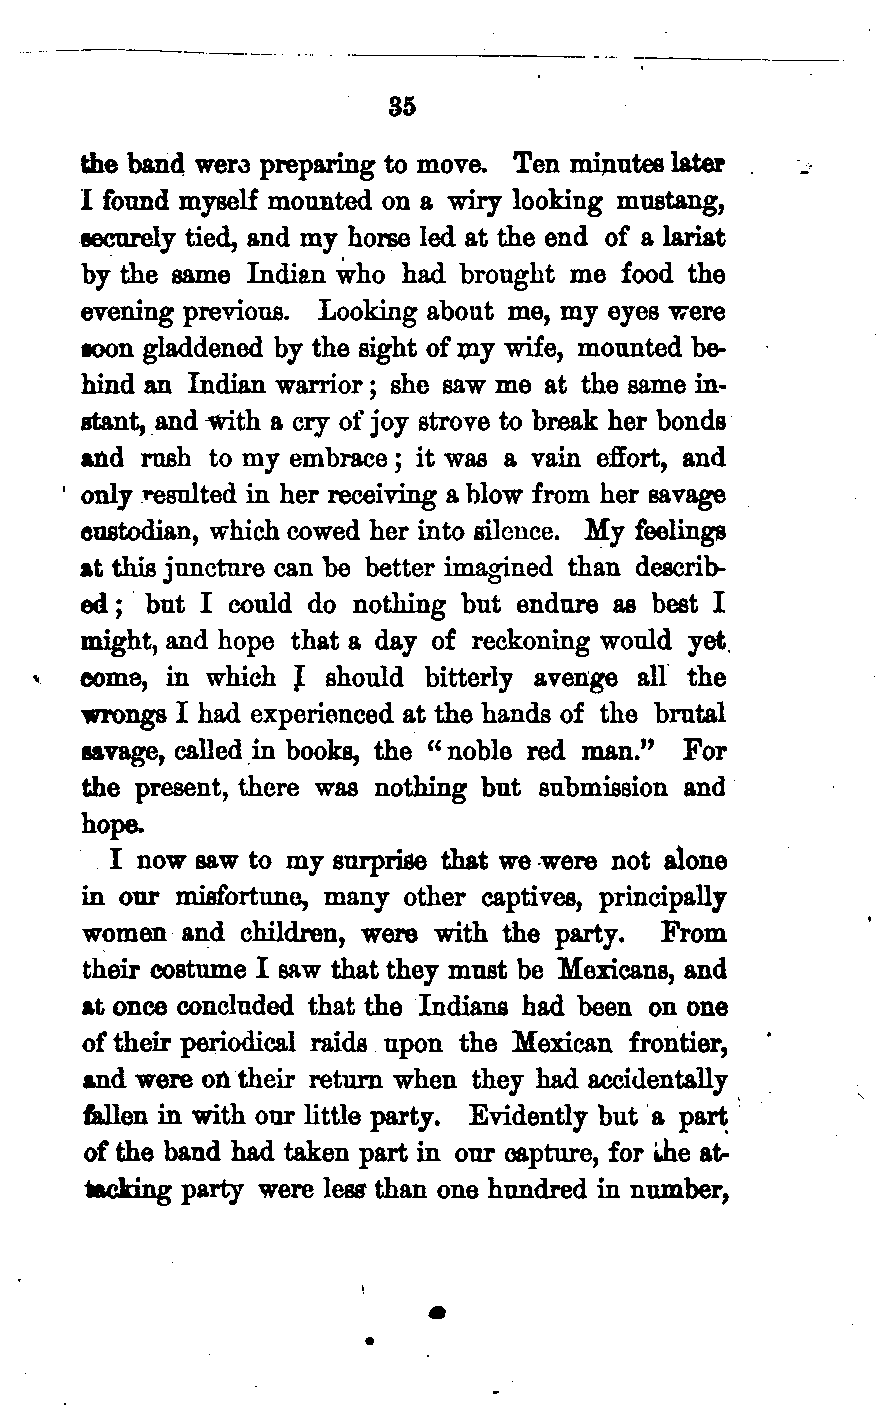 35
the band were preparing to move. Ten minutes later
I found myself mounted on a wiry looking mustang,
securely tied, and my horse led at the end of a lariat
by the same Indian who had brought me food the
evening previous. Looking about me, my eyes were
soon gladdened by the sight of my wife, mounted be-
hind an Indian warrior; she saw me at the same in-
stant, and with a cry of joy strove to break her bonds
and rush to my embrace; it was a vain effort, and
only resulted in her receiving a blow from her savage
custodian, which cowed her into silence. My feelings
at this juncture can be better imagined than describ-
ed; but I could do nothing but endure as best I
might, and hope that a day of reckoning would yet
come, in which I should bitterly avenge all the
wrongs I had experienced at the hands of the brutal
savage, called in books, the "noble red man." For
the present, there was nothing but submission and
hope.
I now saw to my surprise that we were not alone
in our misfortune, many other captives, principally
women and children, were with the party. From
their costume I saw that they must be Mexicans, and
at once concluded that the Indians had been on one
of their periodical raids upon the Mexican frontier,
and were on their return when they had accidentally
fallen in with our little party. Evidently but a part
of the band had taken part in our capture, for the at-
tacking party were less than one hundred in number,